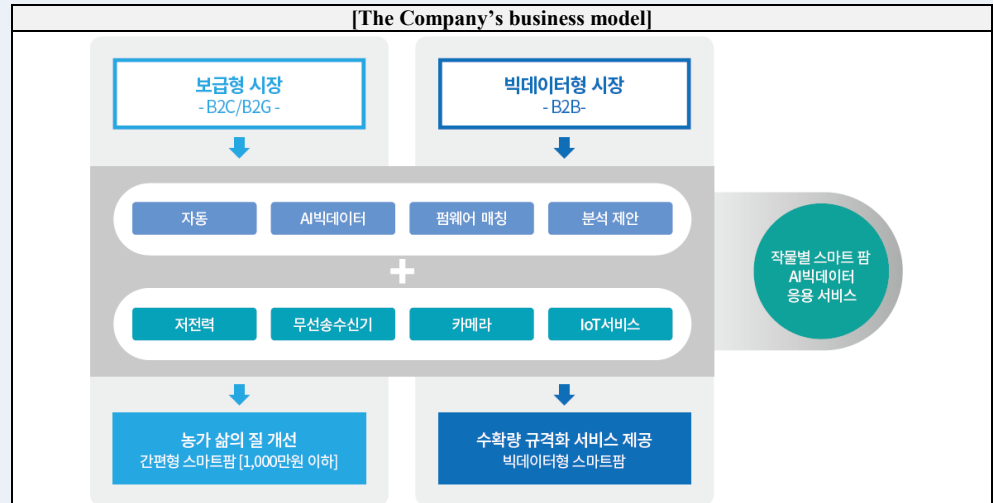 [The Company's business model]
보급형 시장
- B2C/B2G -
빅데이터형 시장
- B2B-
자동
AI빅데이터
펌웨어 매칭
분석 제안
+
저전력
무선송수신기
카메라
IoT서비스
작물별 스마트 팜
AI빅데이터
응용 서비스
농가 삶의 질 개선
간편형 스마트팜 [1,000만원 이하]
수확량 규격화 서비스 제공
빅데이터형 스마트팜